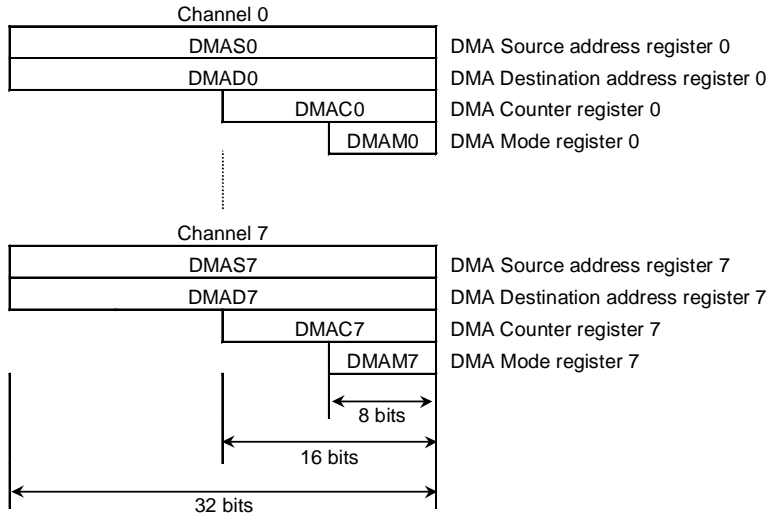 Channel 0
DMAS0 DMA Source address register 0
DMAD0 DMA Destination address register 0
DMAC0 DMA Counter register 0
DMAM0 DMA Mode register 0
Channel 7
DMAS7 DMA Source address register 7
DMAD7 DMA Destination address register 7
DMAC7 DMA Counter register 7
DMAM7 DMA Mode register 7
8 bits
16 bits
32 bits